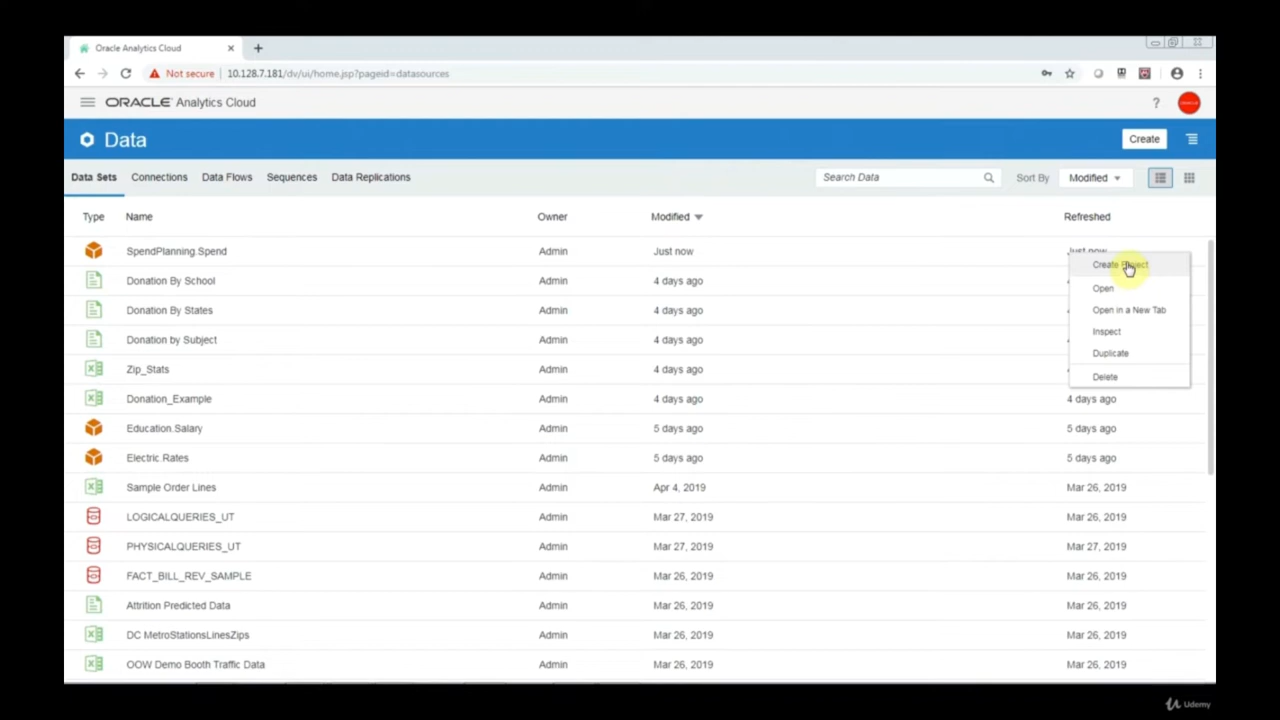 Oracle Analytics Cloud
Not secure 10.128.7.181/dv/ui/home.jsp?pageid=datasources
ORACLE Analytics Cloud ?
Data Create
Data Sets Connections Data Flows Sequences Data Replications Search Data Sort By Modified
Type Name Owner Modified Refreshed
SpendPlanning.Spend Admin Just now Just now
Create Project
Donation By School Admin 4 days ago
Open
Donation By States Admin 4 days ago
Open in a New Tab
Inspect
Donation by Subject Admin 4 days ago
Duplicate
Zip_Stats Admin 4 days ago
Delete
Donation_Example Admin 4 days ago 4 days ago
Education.Salary Admin 5 days ago 5 days ago
Electric.Rates Admin 5 days ago 5 days ago
Sample Order Lines Admin Apr 4, 2019 Mar 26, 2019
LOGICALQUERIES_UT Admin Mar 27, 2019 Mar 26, 2019
PHYSICALQUERIES_UT Admin Mar 27, 2019 Mar 27, 2019
FACT_BILL_REV_SAMPLE Admin Mar 26, 2019 Mar 26, 2019
Attrition Predicted Data Admin Mar 26, 2019 Mar 26, 2019
DC MetroStationsLinesZips Admin Mar 26, 2019 Mar 26, 2019
OOW Demo Booth Traffic Data Admin Mar 26, 2019 Mar 26, 2019
Udemy